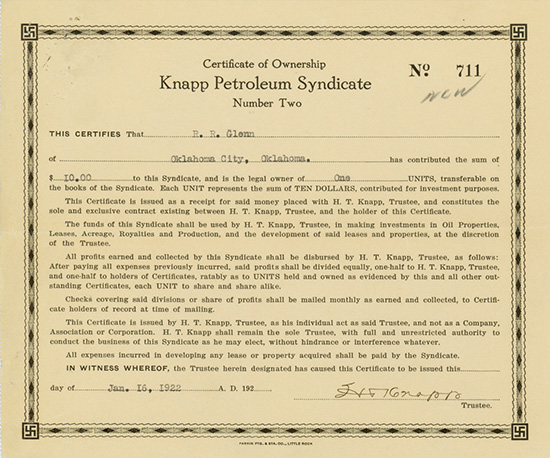 Certificate of Ownership
Knapp Petroleum Syndicate
Number Two
No. 711
new
THIS CERTIFIES That R. R. Glenn
of Oklahoma City, Oklahoma. has contributed the sum of
$ 10.00 to this Syndicate, and is the legal owner of One UNITS, transferable on
the books of the Syndicate. Each UNIT represents the sum of TEN DOLLARS, contributed for investment purposes.
This Certificate is issued as a receipt for said money placed with H. T. Knapp, Trustee, and constitutes the
sole and exclusive contract existing between H. T. Knapp, Trustee, and the holder of this Certificate.
The funds of this Syndicate shall be used by H. T. Knapp, Trustee, in making investments in Oil Properties,
Leases, Acreage, Royalties and Production, and the development of said leases and properties, at the discretion
of the Trustee.
All profits earned and collected by this Syndicate shall be disbursed by H. T. Knapp, Trustee, as follows:
After paying all expenses previously incurred, said profits shall be divided equally, one-half to H. T. Knapp, Trustee,
and one-half to holders of Certificates, ratably as to UNITS held and owned as evidenced by this and all other out-
standing Certificates, each UNIT to share and share alike.
Checks covering said divisions or share of profits shall be mailed monthly as earned and collected, to Certifi-
cate holders of record at time of mailing.
This Certificate is issued by H. T. Knapp, Trustee, as his individual act as said Trustee, and not as a Company,
Association or Corporation. H. T. Knapp shall remain the sole Trustee, with full and unrestricted authority to
conduct the business of this Syndicate as he may elect, without hindrance or interference whatever.
All expenses incurred in developing any lease or property acquired shall be paid by the Syndicate.
IN WITNESS WHEREOF, the Trustee herein designated has caused this Certificate to be issued this
day of Jan. 16, 1922 A. D. 192
H T Knapp
Trustee.
PARKIN PTG. & STA. CO., LITTLE ROCK